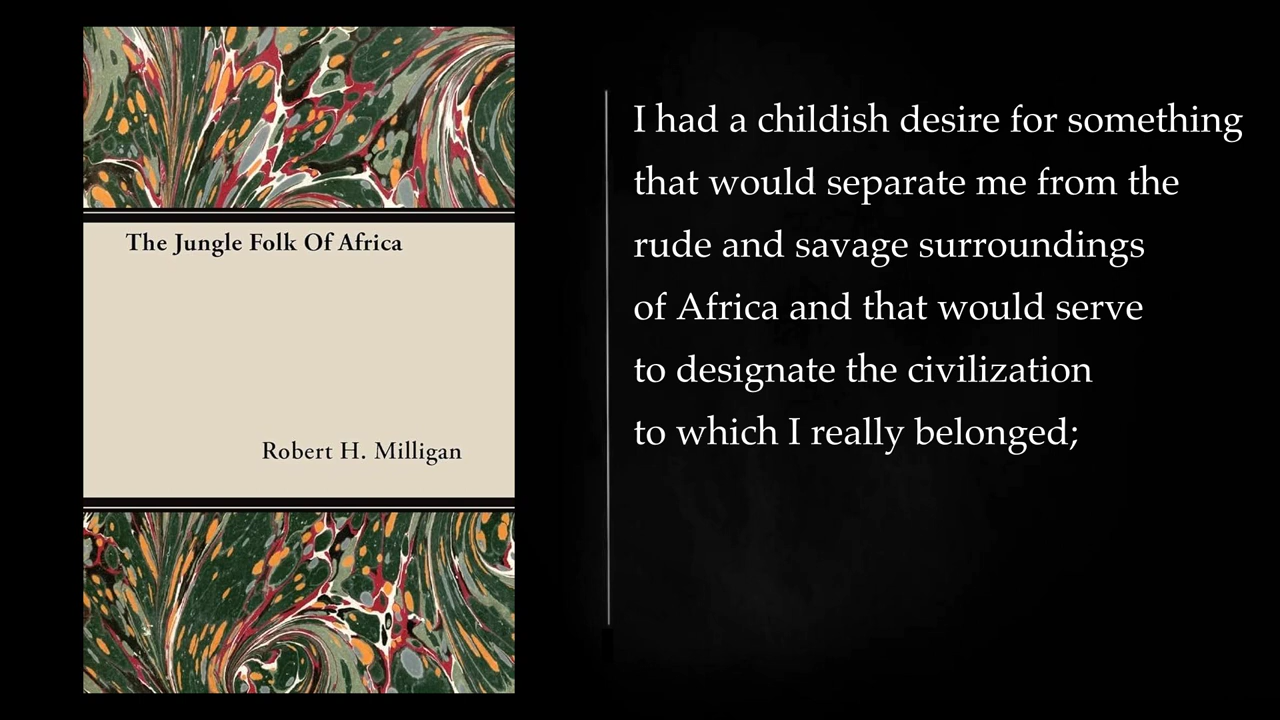 The Jungle Folk Of Africa
Robert H. Milligan
I had a childish desire for something
that would separate me from the
rude and savage surroundings
of Africa and that would serve
to designate the civilization
to which I really belonged;